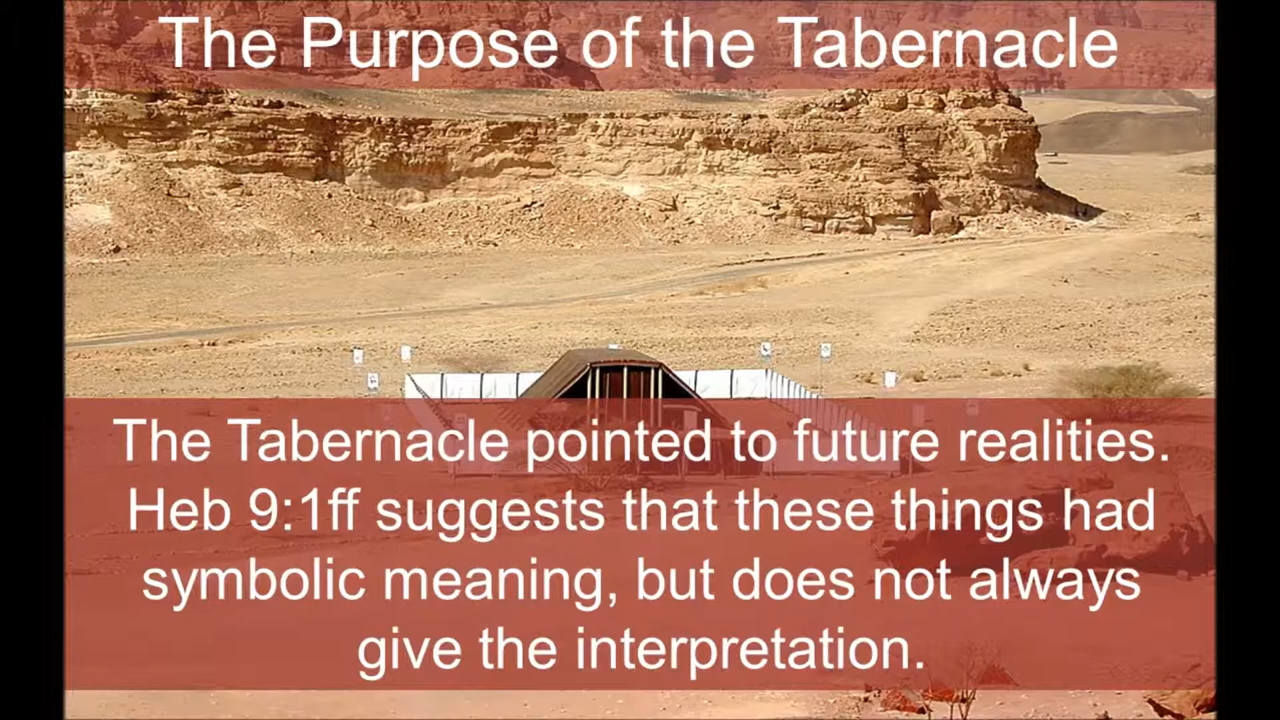 The Purpose of the Tabernacle
The Tabernacle pointed to future realities.
Heb 9:1ff suggests that these things had
symbolic meaning, but does not always
give the interpretation.